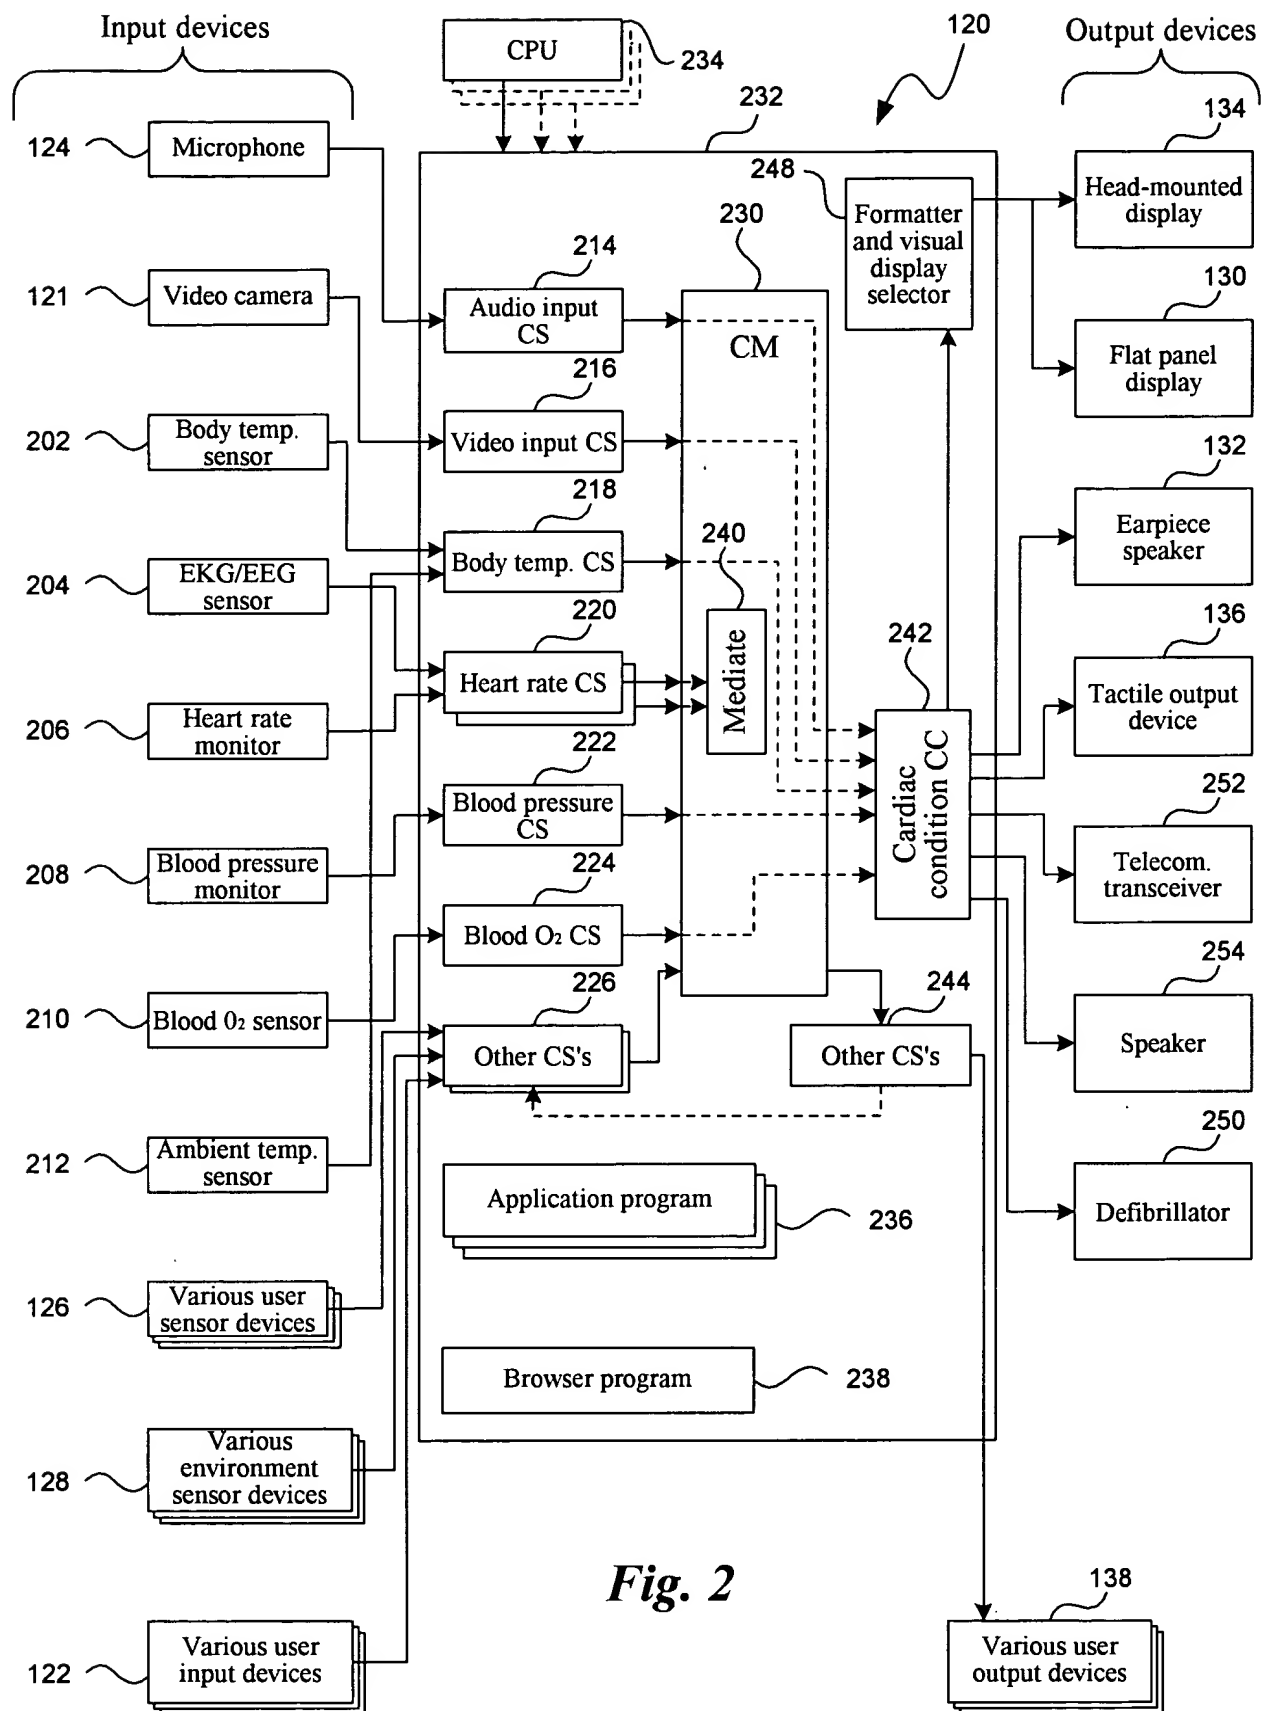 Input devices
CPU
234
120
Output devices
232
124
Microphone
134
Head-mounted
display
248
Formatter
and visual
display
selector
230
CM
214
Audio input
CS
121
Video camera
130
Flat panel
display
216
Video input CS
202
Body temp.
sensor
132
Earpiece
speaker
218
Body temp. CS
240
Mediate
204
EKG/EEG
sensor
220
Heart rate CS
242
Cardiac
condition CC
136
Tactile output
device
206
Heart rate
monitor
222
Blood pressure
CS
252
Telecom.
transceiver
208
Blood pressure
monitor
224
Blood O2 CS
254
Speaker
210
Blood O2 sensor
226
Other CS's
244
Other CS's
250
Defibrillator
212
Ambient temp.
sensor
Application program
236
126
Various user
sensor devices
Browser program
238
128
Various
environment
sensor devices
Fig. 2
138
Various user
output devices
122
Various user
input devices